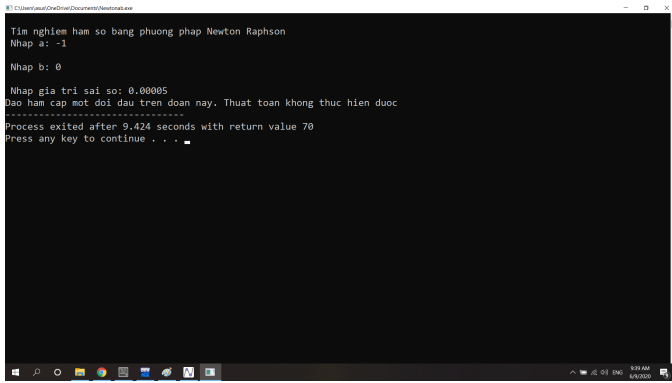 C:\Users\asus\OneDrive\Documents\Newtonab.exe
Tim nghiem ham so bang phuong phap Newton Raphson
Nhap a: -1
Nhap b: 0
Nhap gia tri sai so: 0.00005
Dao ham cap mot doi dau tren doan nay. Thuat toan khong thuc hien duoc
--------------------------------
Process exited after 9.424 seconds with return value 70
Press any key to continue . . .
ENG
9:39 AM
6/9/2020